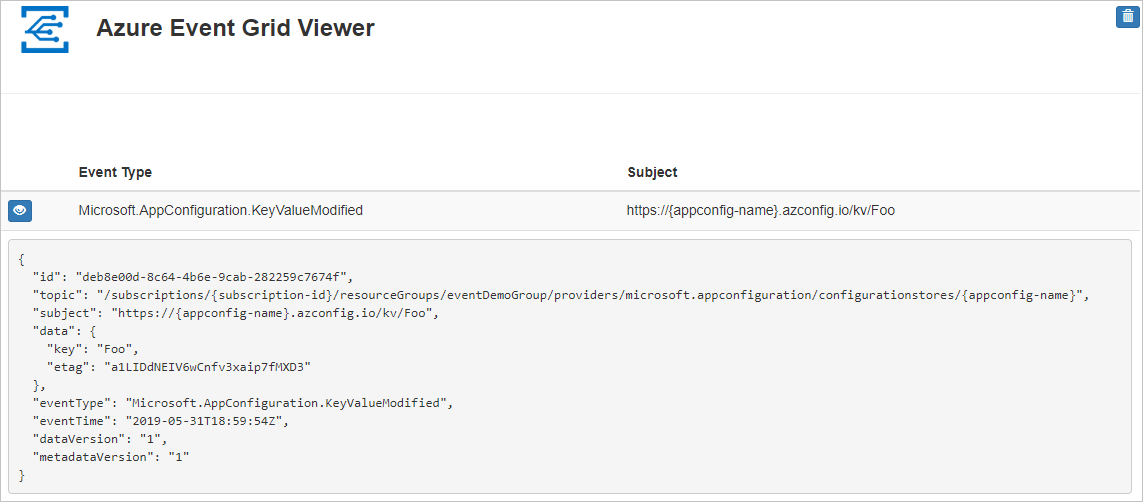 Azure Event Grid Viewer
Event Type Subject
Microsoft.AppConfiguration.KeyValueModified https://{appconfig-name}.azconfig.io/kv/Foo
{
  "id": "deb8e00d-8c64-4b6e-9cab-282259c7674f",
  "topic": "/subscriptions/{subscription-id}/resourceGroups/eventDemoGroup/providers/microsoft.appconfiguration/configurationstores/{appconfig-name}",
  "subject": "https://{appconfig-name}.azconfig.io/kv/Foo",
  "data": {
    "key": "Foo",
    "etag": "a1LIDdNEIV6wCnfv3xaip7fMXD3"
  },
  "eventType": "Microsoft.AppConfiguration.KeyValueModified",
  "eventTime": "2019-05-31T18:59:54Z",
  "dataVersion": "1",
  "metadataVersion": "1"
}